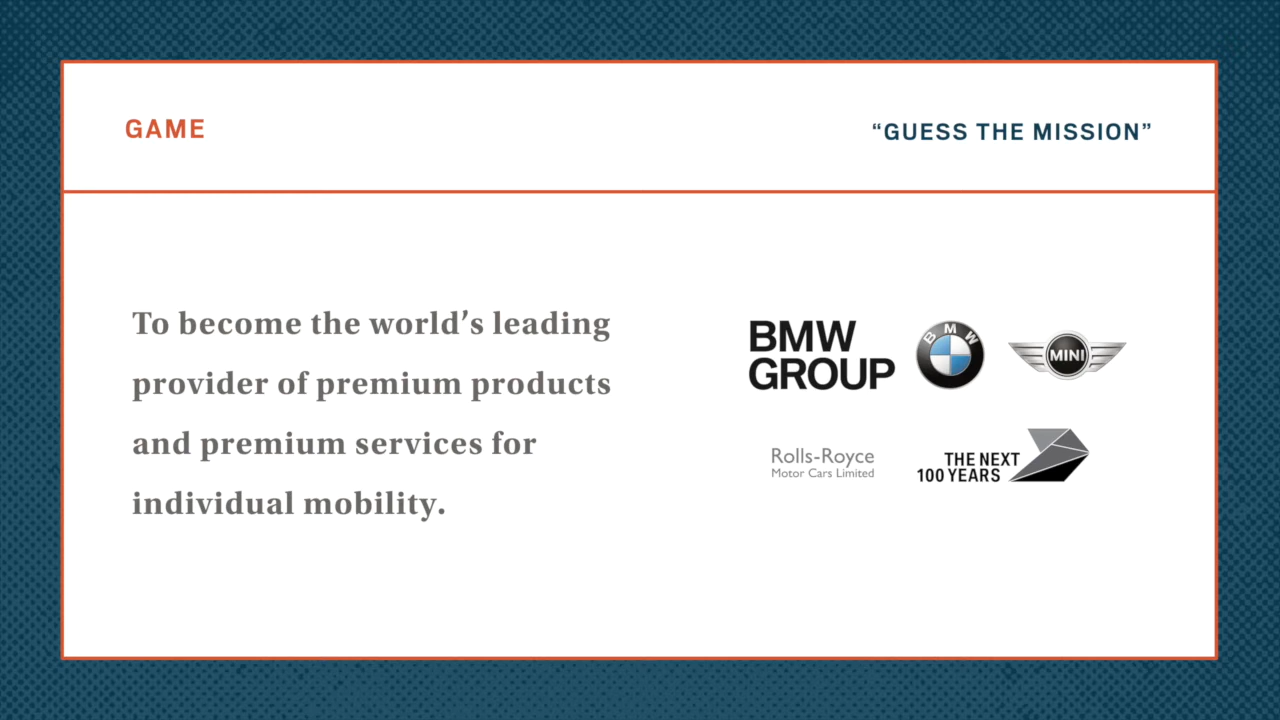 GAME
“GUESS THE MISSION”
To become the world’s leading
provider of premium products
and premium services for
individual mobility.
BMW
GROUP
BMW
MINI
Rolls-Royce
Motor Cars Limited
THE NEXT
100 YEARS